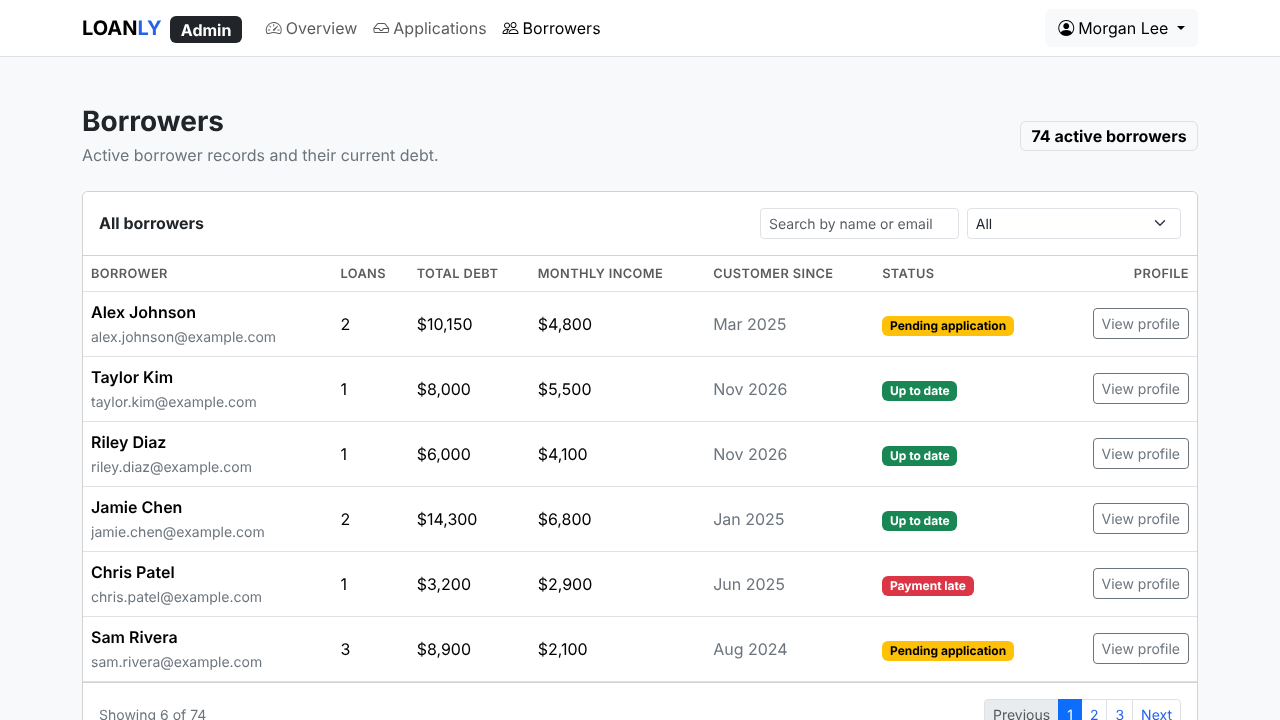 LOANLY Admin Overview Applications Borrowers Morgan Lee
Borrowers
Active borrower records and their current debt.
74 active borrowers
All borrowers
Search by name or email All
BORROWER LOANS TOTAL DEBT MONTHLY INCOME CUSTOMER SINCE STATUS PROFILE
Alex Johnson
alex.johnson@example.com
2 $10,150 $4,800 Mar 2025 Pending application View profile
Taylor Kim
taylor.kim@example.com
1 $8,000 $5,500 Nov 2026 Up to date View profile
Riley Diaz
riley.diaz@example.com
1 $6,000 $4,100 Nov 2026 Up to date View profile
Jamie Chen
jamie.chen@example.com
2 $14,300 $6,800 Jan 2025 Up to date View profile
Chris Patel
chris.patel@example.com
1 $3,200 $2,900 Jun 2025 Payment late View profile
Sam Rivera
sam.rivera@example.com
3 $8,900 $2,100 Aug 2024 Pending application View profile
Showing 6 of 74 Previous 1 2 3 Next